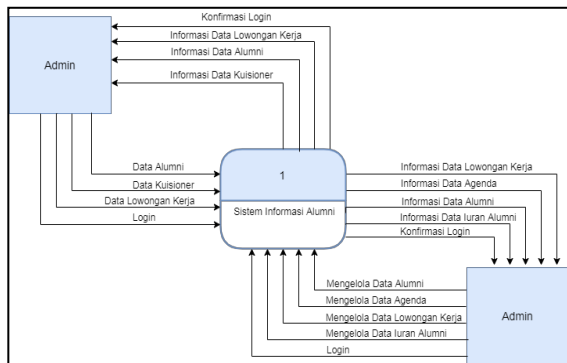 Konfirmasi Login
Informasi Data Lowongan Kerja
Informasi Data Alumni
Informasi Data Kuisioner
Admin
Data Alumni
Data Kuisioner
Data Lowongan Kerja
Login
1
Sistem Informasi Alumni
Informasi Data Lowongan Kerja
Informasi Data Agenda
Informasi Data Alumni
Informasi Data Iuran Alumni
Konfirmasi Login
Mengelola Data Alumni
Mengelola Data Agenda
Mengelola Data Lowongan Kerja
Mengelola Data Iuran Alumni
Login
Admin